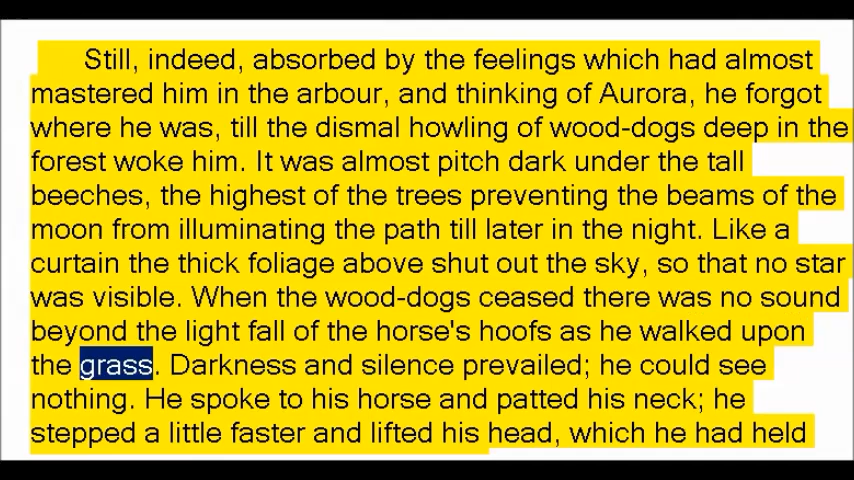 Still, indeed, absorbed by the feelings which had almost
mastered him in the arbour, and thinking of Aurora, he forgot
where he was, till the dismal howling of wood-dogs deep in the
forest woke him. It was almost pitch dark under the tall
beeches, the highest of the trees preventing the beams of the
moon from illuminating the path till later in the night. Like a
curtain the thick foliage above shut out the sky, so that no star
was visible. When the wood-dogs ceased there was no sound
beyond the light fall of the horse's hoofs as he walked upon
the grass. Darkness and silence prevailed; he could see
nothing. He spoke to his horse and patted his neck; he
stepped a little faster and lifted his head, which he had held